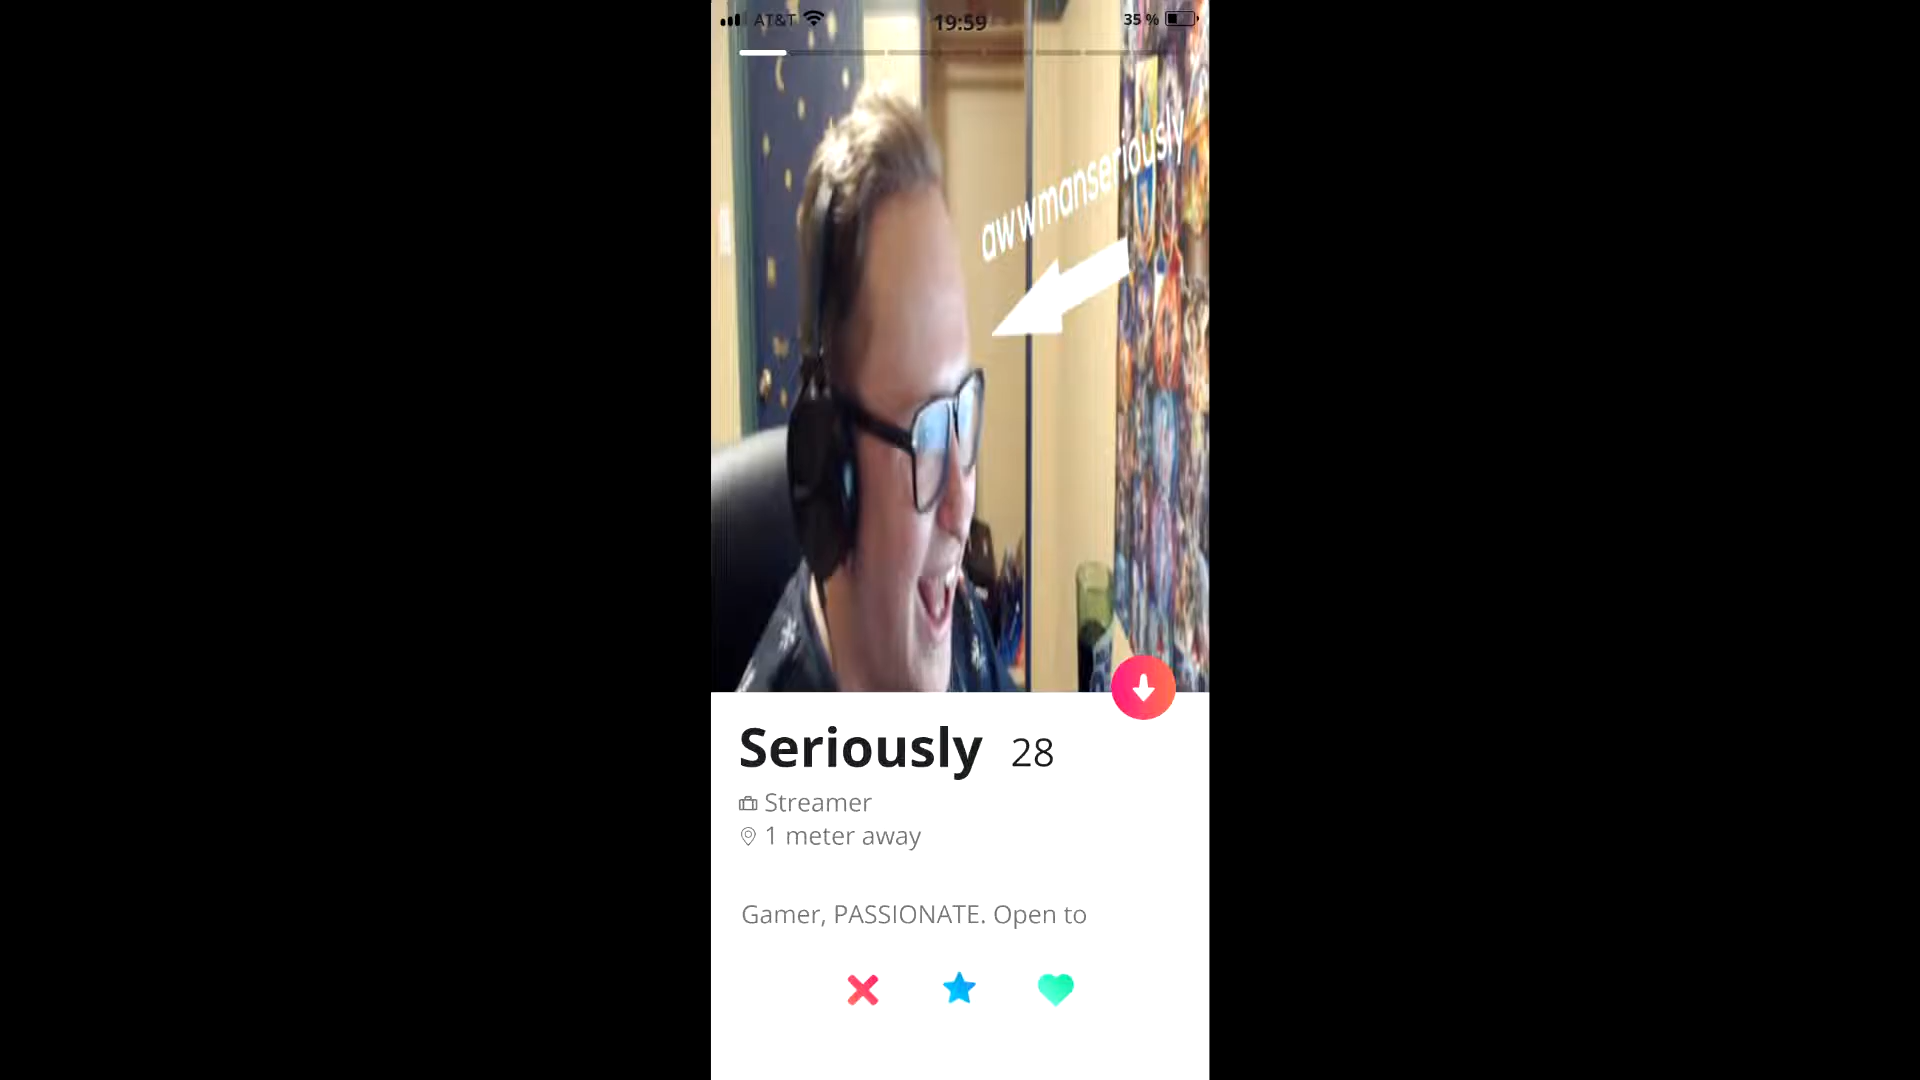 AT&T 19:59 35 %
awwmanseriously
Seriously 28
Streamer
1 meter away
Gamer, PASSIONATE. Open to